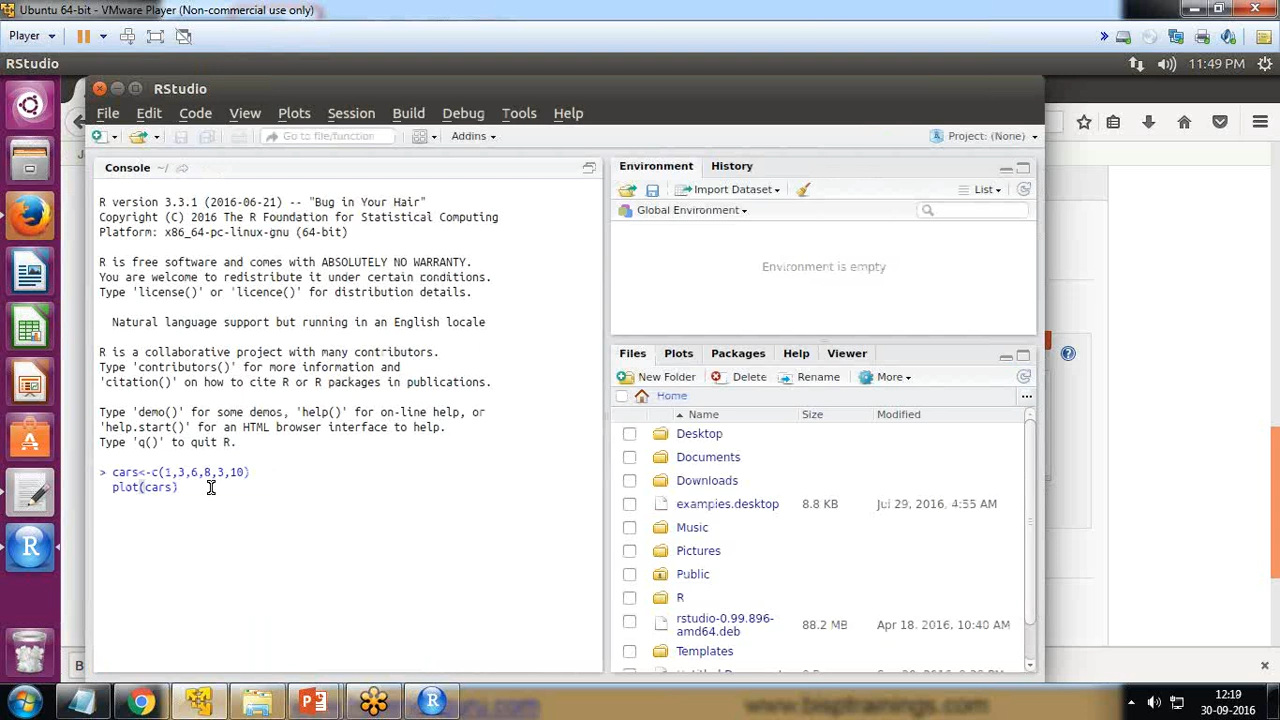 Ubuntu 64-bit - VMware Player (Non-commercial use only)
Player
RStudio
11:49 PM
RStudio
File Edit Code View Plots Session Build Debug Tools Help
Go to file/function
Addins
Project: (None)
Console ~/
R version 3.3.1 (2016-06-21) -- "Bug in Your Hair"
Copyright (C) 2016 The R Foundation for Statistical Computing
Platform: x86_64-pc-linux-gnu (64-bit)
R is free software and comes with ABSOLUTELY NO WARRANTY.
You are welcome to redistribute it under certain conditions.
Type 'license()' or 'licence()' for distribution details.
Natural language support but running in an English locale
R is a collaborative project with many contributors.
Type 'contributors()' for more information and
'citation()' on how to cite R or R packages in publications.
Type 'demo()' for some demos, 'help()' for on-line help, or
'help.start()' for an HTML browser interface to help.
Type 'q()' to quit R.
> cars<-c(1,3,6,8,3,10)
plot(cars)
Environment History
Import Dataset
List
Global Environment
Environment is empty
Files Plots Packages Help Viewer
New Folder Delete Rename More
Home
Name Size Modified
Desktop
Documents
Downloads
examples.desktop 8.8 KB Jul 29, 2016, 4:55 AM
Music
Pictures
Public
R
rstudio-0.99.896-
amd64.deb 88.2 MB Apr 18, 2016, 10:40 AM
Templates
12:19
30-09-2016